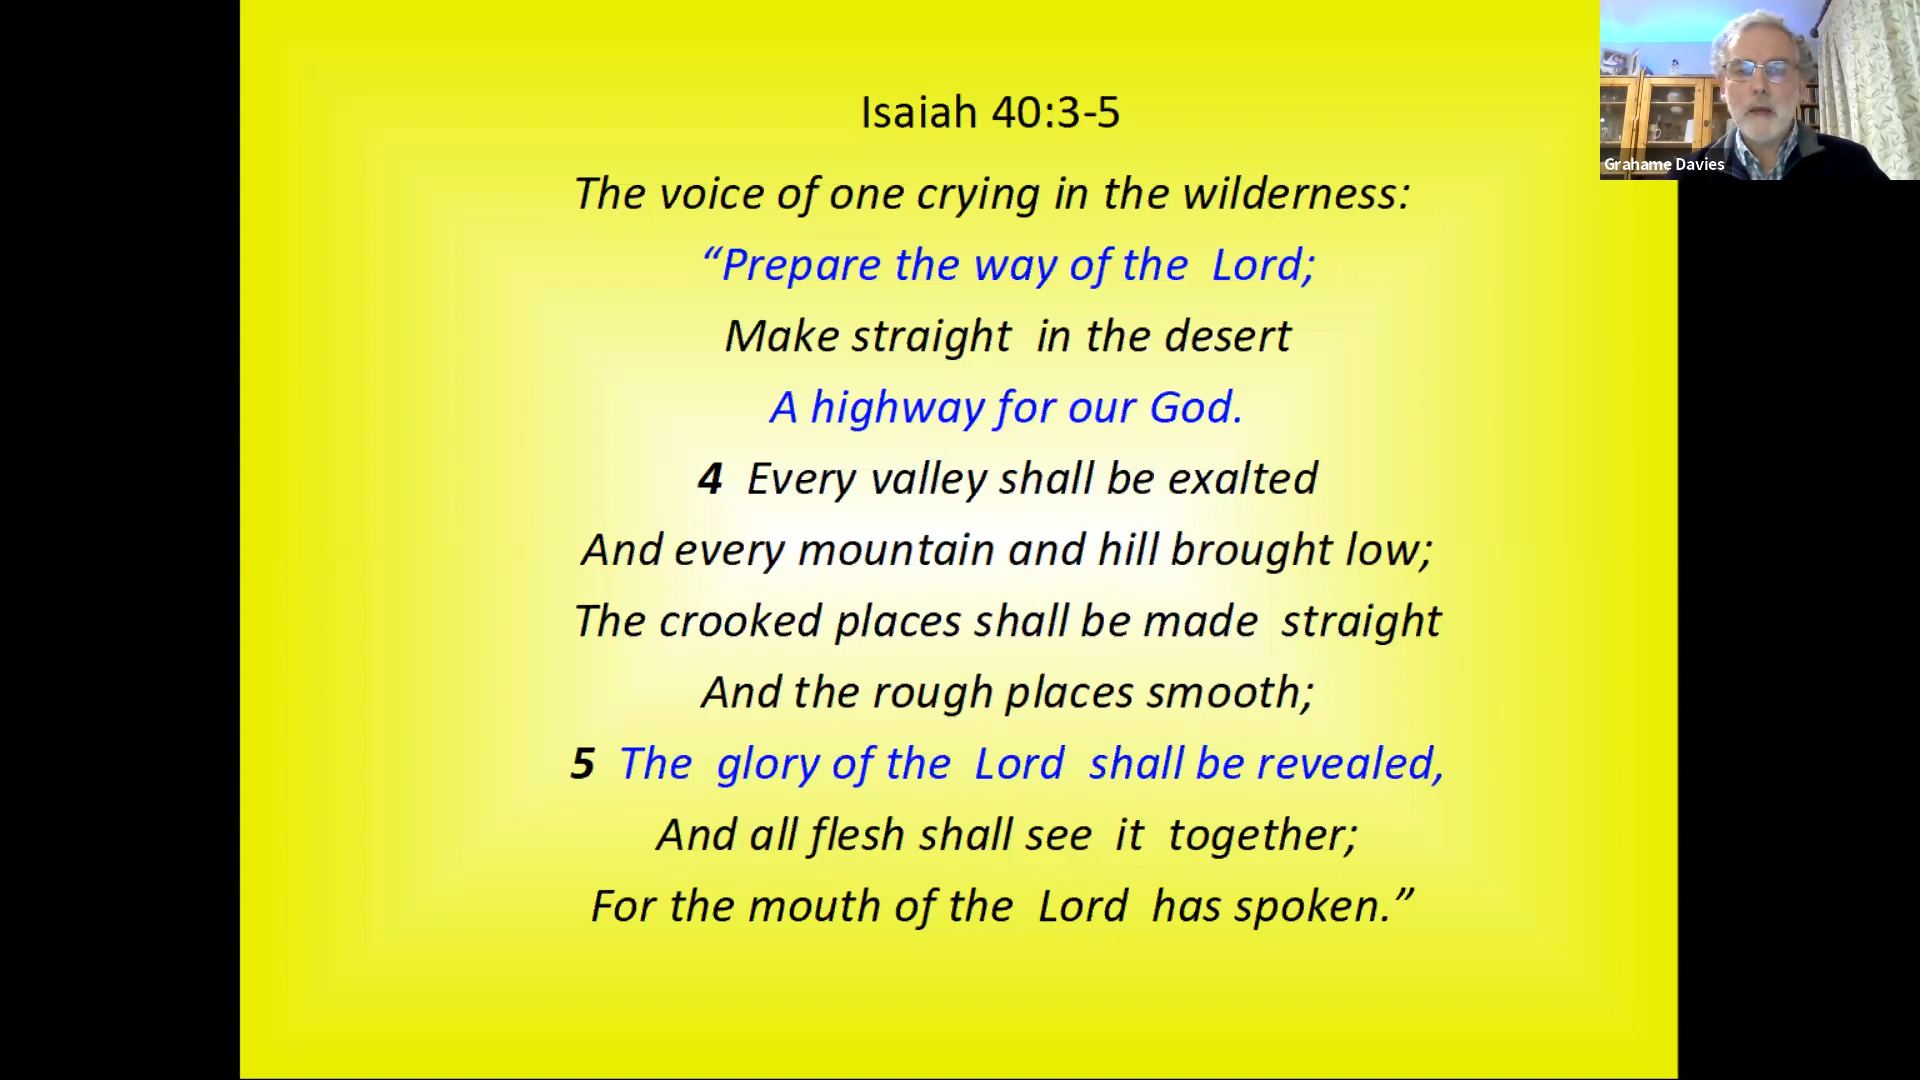 Isaiah 40:3-5
The voice of one crying in the wilderness:
“Prepare the way of the Lord;
Make straight in the desert
A highway for our God.
4 Every valley shall be exalted
And every mountain and hill brought low;
The crooked places shall be made straight
And the rough places smooth;
5 The glory of the Lord shall be revealed,
And all flesh shall see it together;
For the mouth of the Lord has spoken.”
Grahame Davies